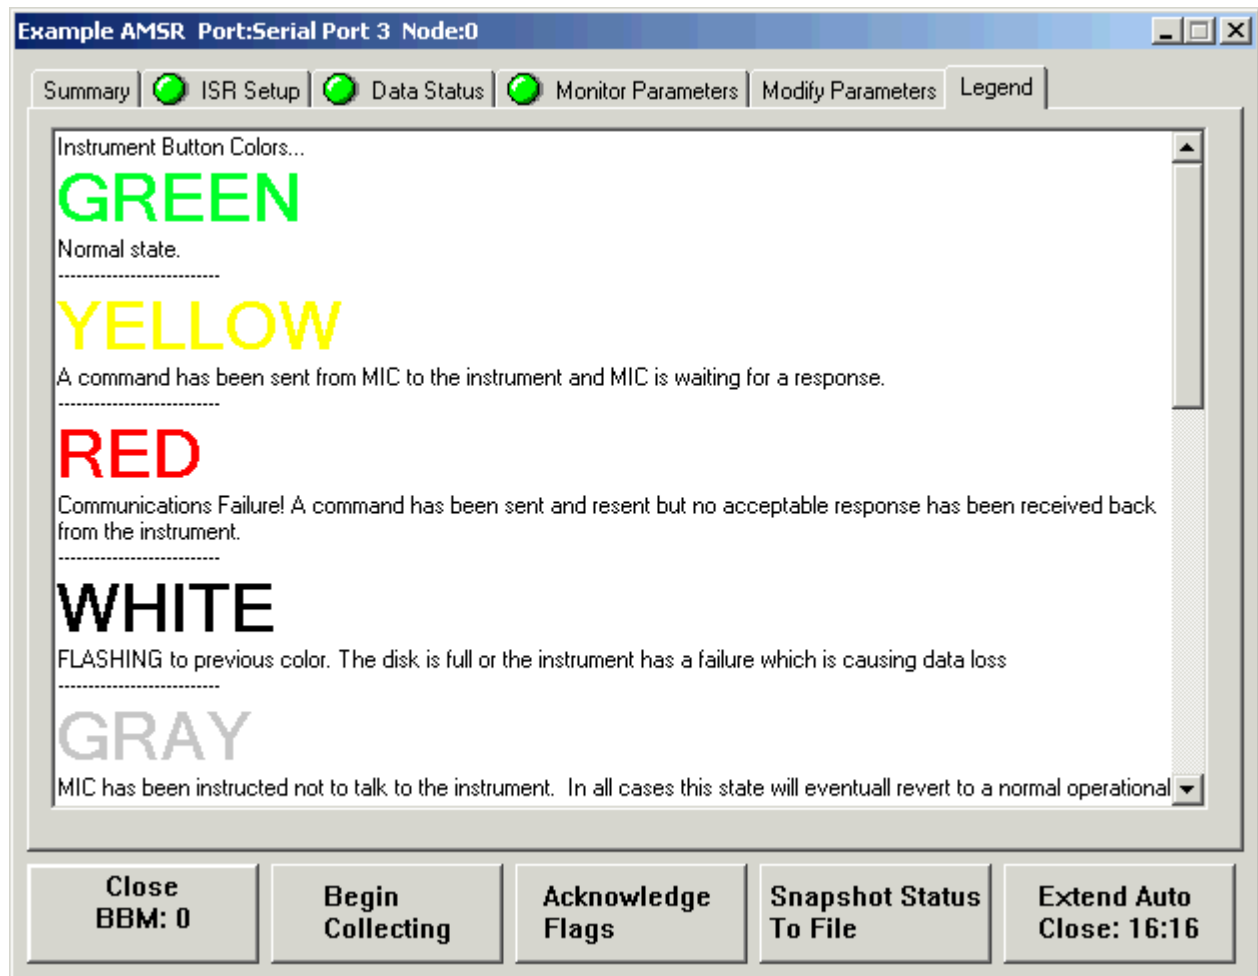 Example AMSR Port:Serial Port 3 Node:0
Summary ISR Setup Data Status Monitor Parameters Modify Parameters Legend
Instrument Button Colors...
GREEN
Normal state.
---------------------------
YELLOW
A command has been sent from MIC to the instrument and MIC is waiting for a response.
---------------------------
RED
Communications Failure! A command has been sent and resent but no acceptable response has been received back
from the instrument.
---------------------------
WHITE
FLASHING to previous color. The disk is full or the instrument has a failure which is causing data loss
---------------------------
GRAY
MIC has been instructed not to talk to the instrument.  In all cases this state will eventuall revert to a normal operational
Close
BBM: 0
Begin
Collecting
Acknowledge
Flags
Snapshot Status
To File
Extend Auto
Close: 16:16